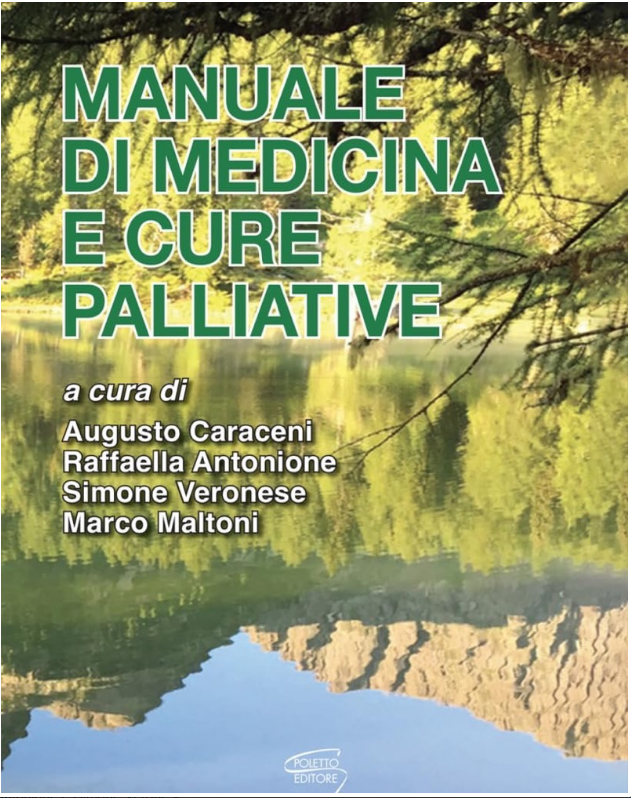 MANUALE
DI MEDICINA
E CURE
PALLIATIVE
a cura di
Augusto Caraceni
Raffaella Antonione
Simone Veronese
Marco Maltoni
POLETTO
EDITORE